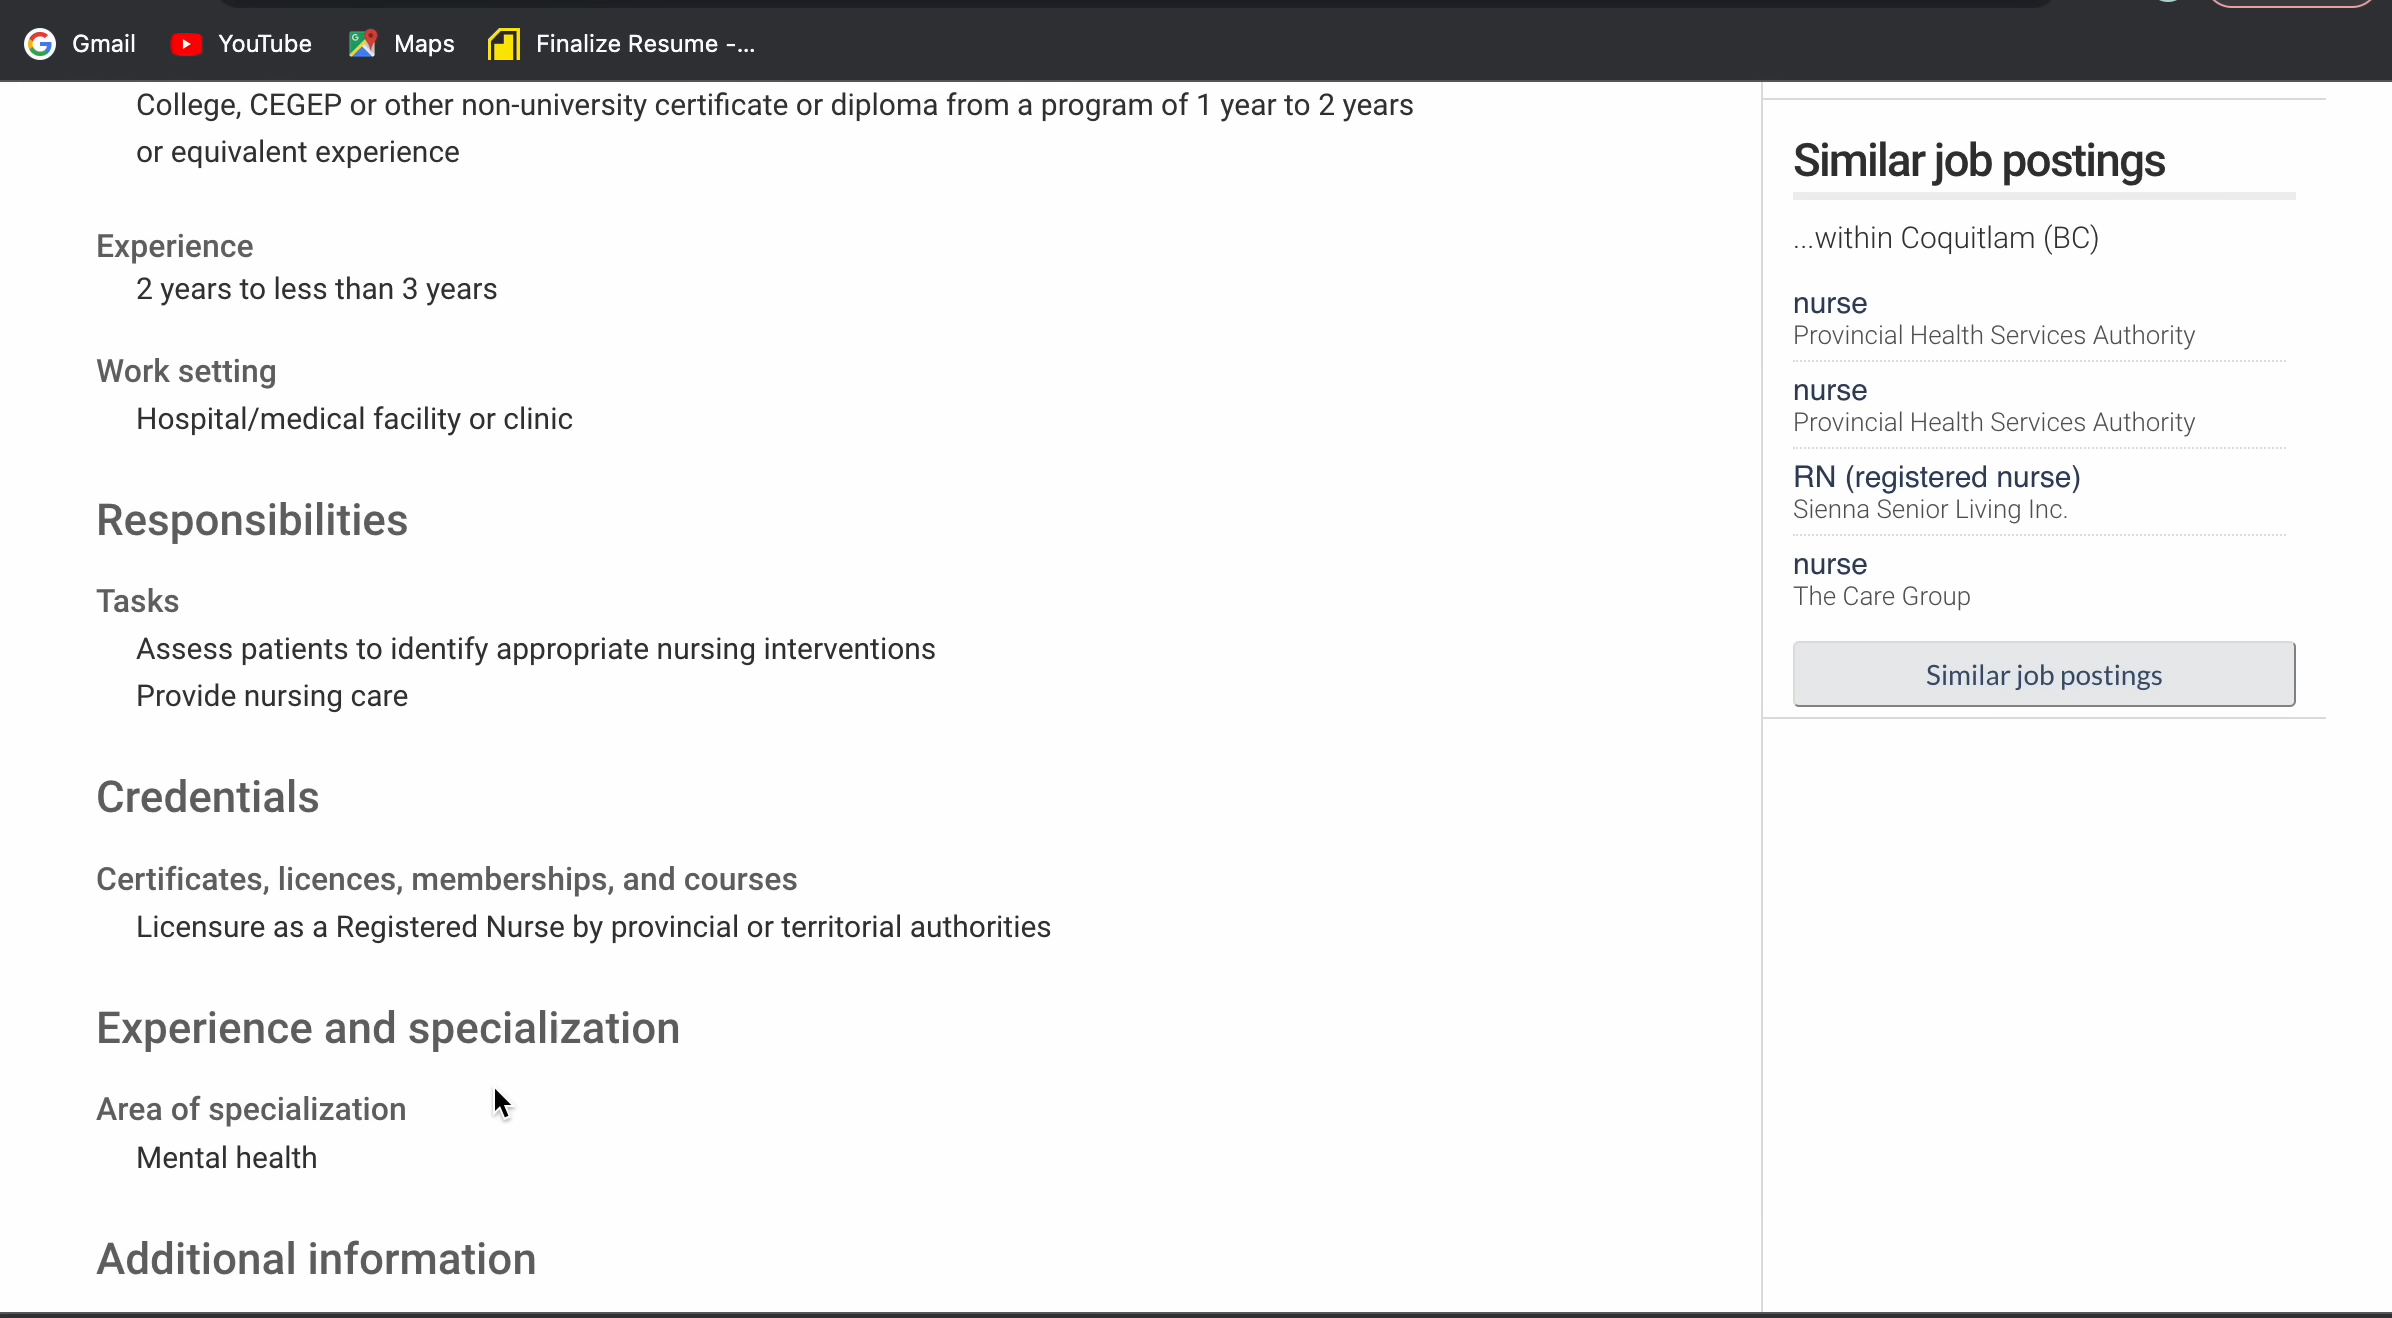 Gmail YouTube Maps Finalize Resume -...
College, CEGEP or other non-university certificate or diploma from a program of 1 year to 2 years
or equivalent experience
Experience
2 years to less than 3 years
Work setting
Hospital/medical facility or clinic
Responsibilities
Tasks
Assess patients to identify appropriate nursing interventions
Provide nursing care
Credentials
Certificates, licences, memberships, and courses
Licensure as a Registered Nurse by provincial or territorial authorities
Experience and specialization
Area of specialization
Mental health
Additional information
Similar job postings
...within Coquitlam (BC)
nurse
Provincial Health Services Authority
nurse
Provincial Health Services Authority
RN (registered nurse)
Sienna Senior Living Inc.
nurse
The Care Group
Similar job postings